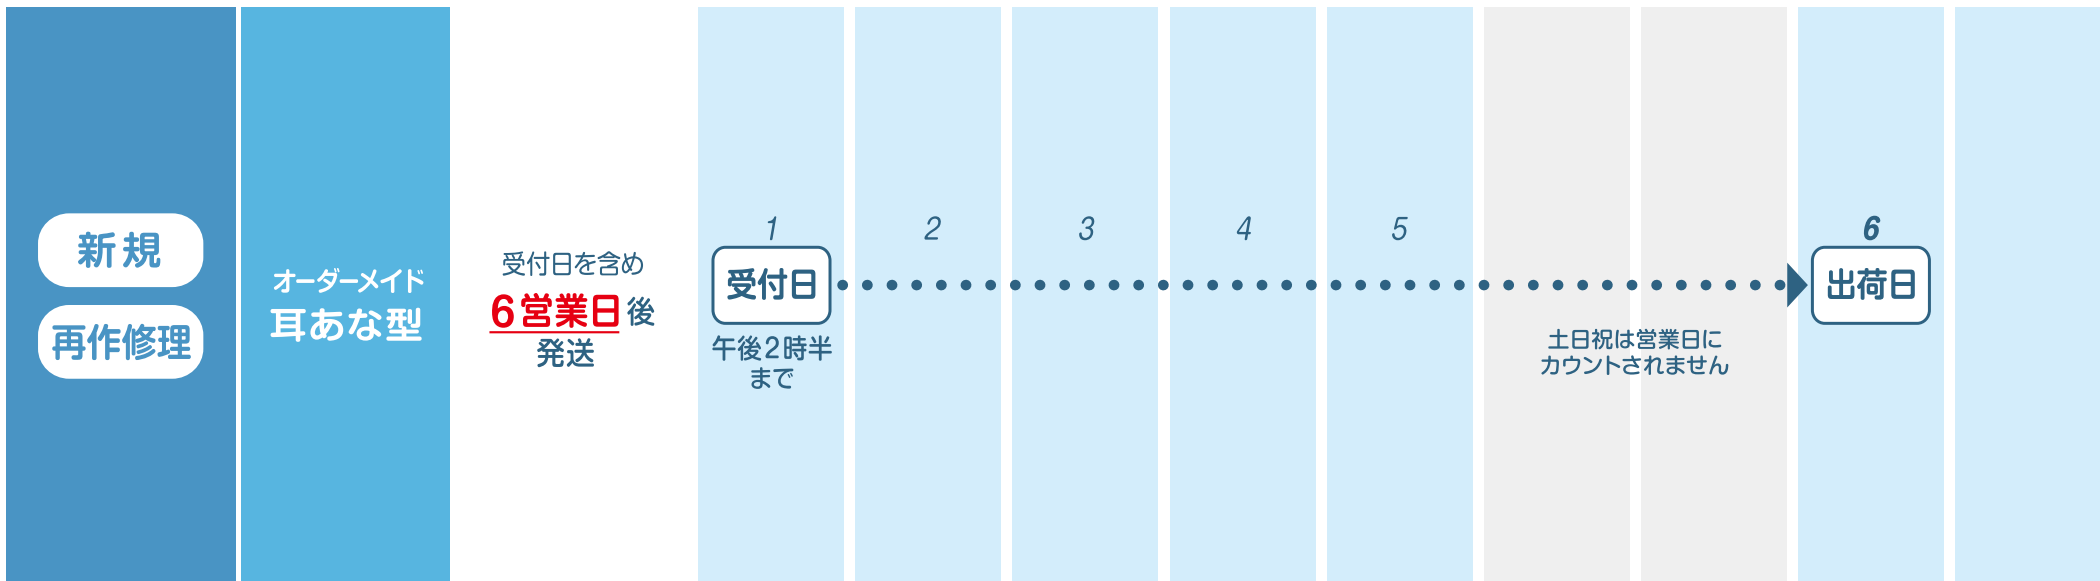 新規
再作修理
オーダーメイド
耳あな型
受付日を含め
6営業日後
発送
1
2
3
4
5
6
受付日
出荷日
午後2時半
まで
土日祝は営業日に
カウントされません